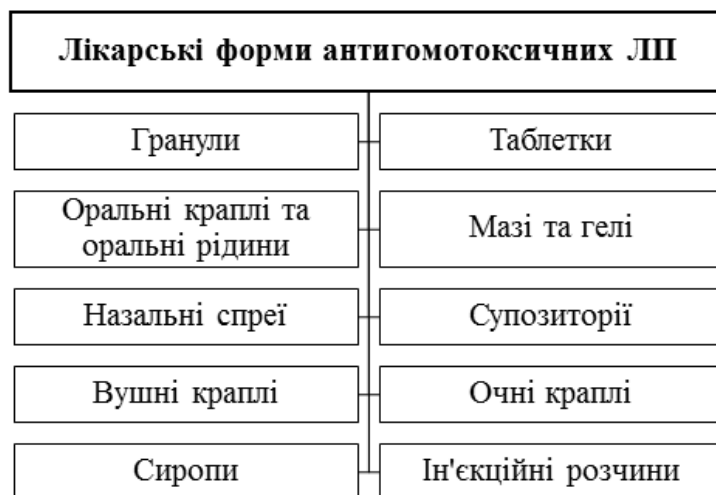 Лікарські форми антигомотоксичних ЛП
Гранули
Таблетки
Оральні краплі та
оральні рідини
Мазі та гелі
Назальні спреї
Супозиторії
Вушні краплі
Очні краплі
Сиропи
Ін'єкційні розчини